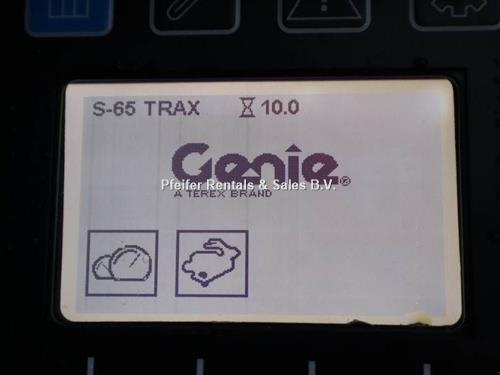 S-65 TRAX 10.0
Genie®
Pfeifer Rentals & Sales B.V.
A TEREX BRAND